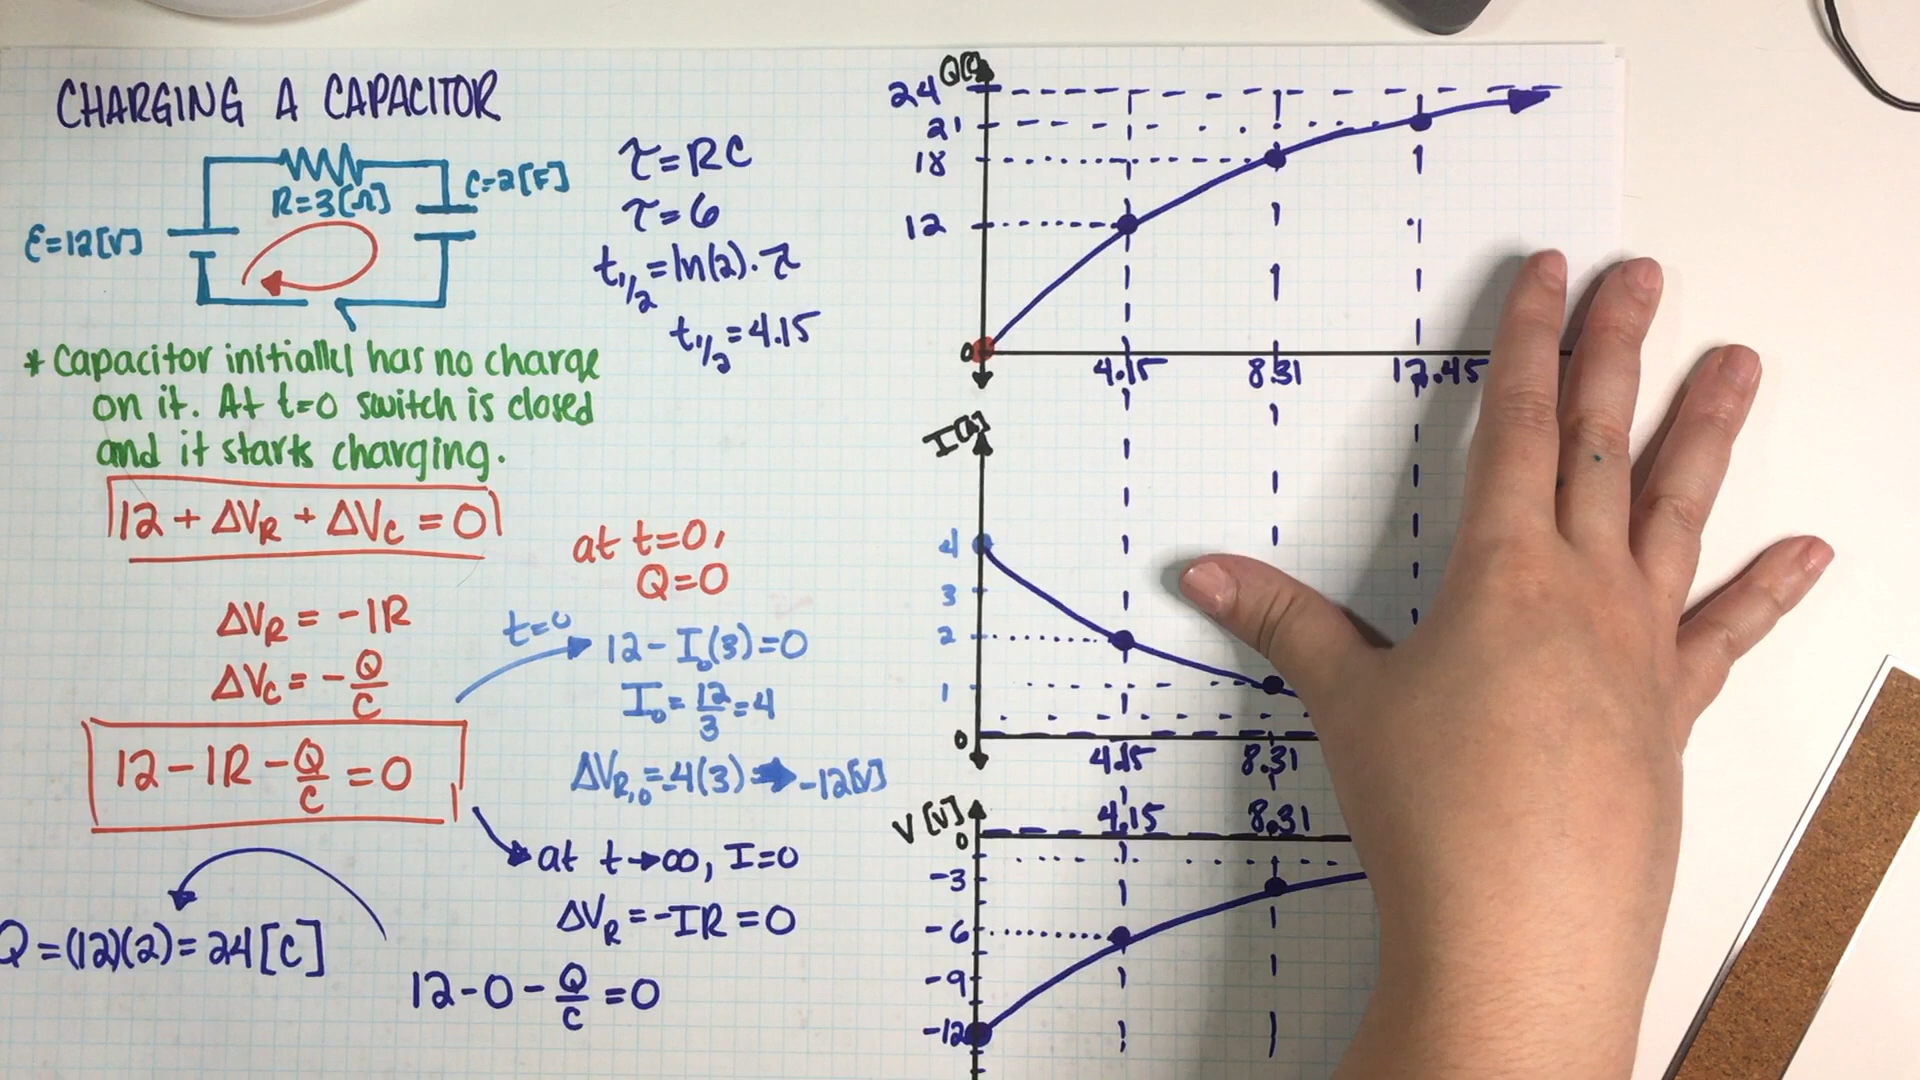 CHARGING A CAPACITOR
R=3[Ω]
C=2[F]
ε=12[V]
τ=RC
τ=6
t1/2=ln(2)·τ
t1/2=4.15
* Capacitor initiallY has no charge
on it. At t=0 switch is closed
and it starts charging.
12+ΔVR+ΔVC=0
ΔVR=-IR
ΔVC=-Q/C
12-IR-Q/C=0
at t=0,
Q=0
t=0
12-I0(3)=0
I0=12/3=4
ΔVR,0=-4(3)→-12[V]
at t→∞, I=0
ΔVR=-IR=0
12-0-Q/C=0
Q=(12)(2)=24[C]
Q[C]
24
21
18
12
0
4.15 8.31 12.45
I[A]
4
3
2
1
0
4.15 8.31
V[V]
4.15 8.31
0
-3
-6
-9
-12